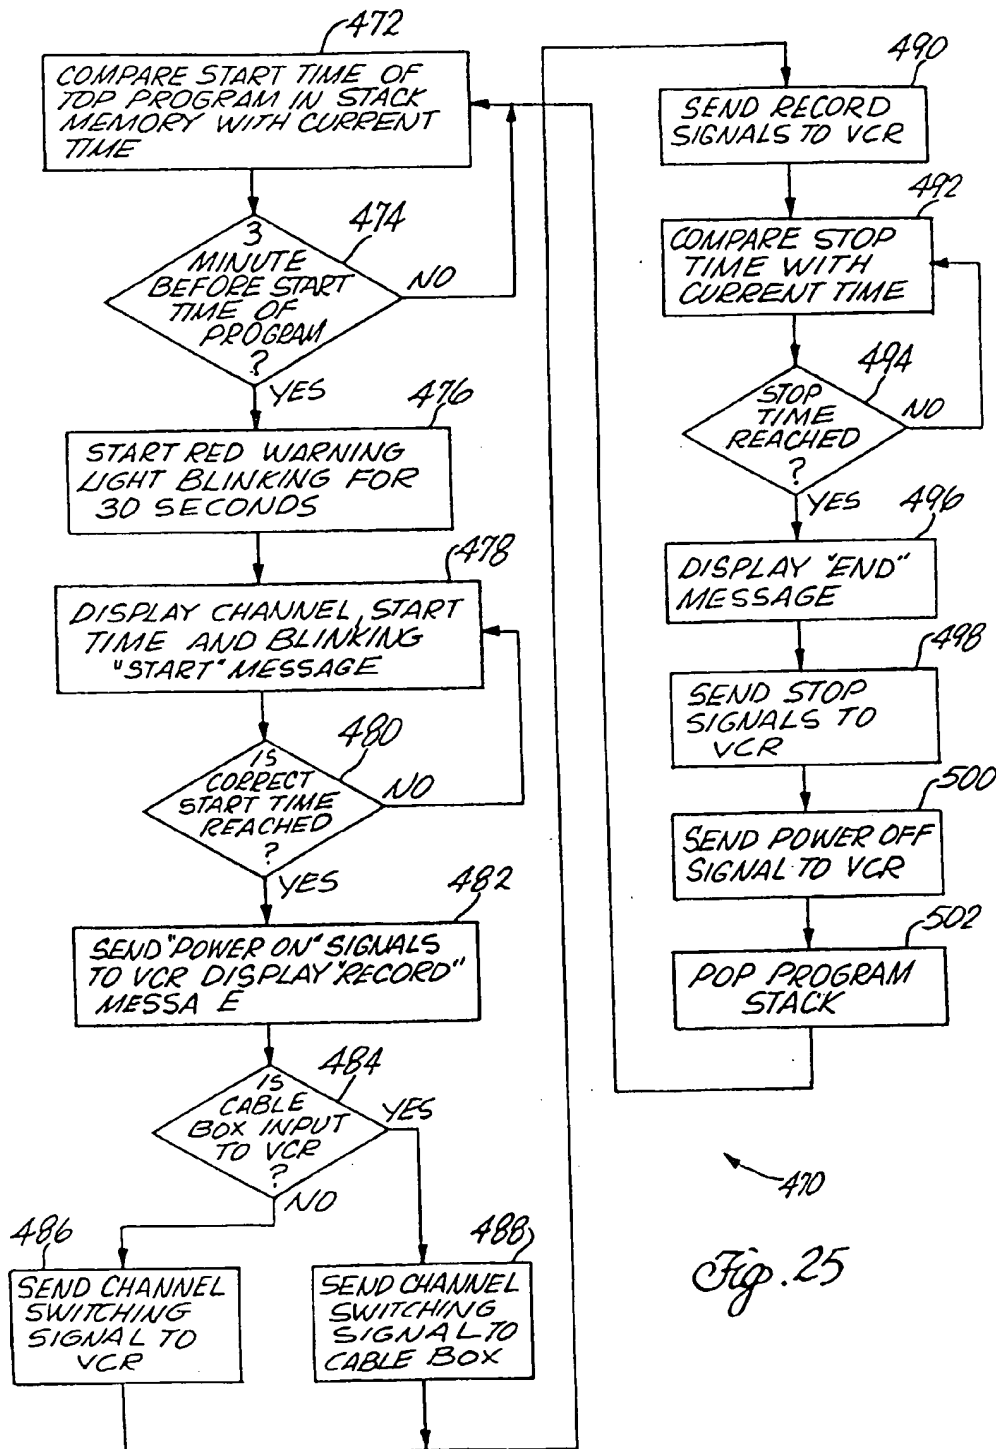 472
COMPARE START TIME OF
TOP PROGRAM IN STACK
MEMORY WITH CURRENT
TIME
474
3
MINUTE
BEFORE START
TIME OF
PROGRAM
?
NO
YES
476
START RED WARNING
LIGHT BLINKING FOR
30 SECONDS
478
DISPLAY CHANNEL, START
TIME AND BLINKING
"START" MESSAGE
480
IS
CORRECT
START TIME
REACHED
?
NO
YES
482
SEND "POWER ON" SIGNALS
TO VCR DISPLAY "RECORD"
MESSA E
484
IS
CABLE
BOX INPUT
TO VCR
?
YES
NO
486
SEND CHANNEL
SWITCHING
SIGNAL TO
VCR
488
SEND CHANNEL
SWITCHING
SIGNAL TO
CABLE BOX
490
SEND RECORD
SIGNALS TO VCR
492
COMPARE STOP
TIME WITH
CURRENT TIME
494
STOP
TIME
REACHED
?
NO
YES
496
DISPLAY "END"
MESSAGE
498
SEND STOP
SIGNALS TO
VCR
500
SEND POWER OFF
SIGNAL TO VCR
502
POP PROGRAM
STACK
470
Fig. 25